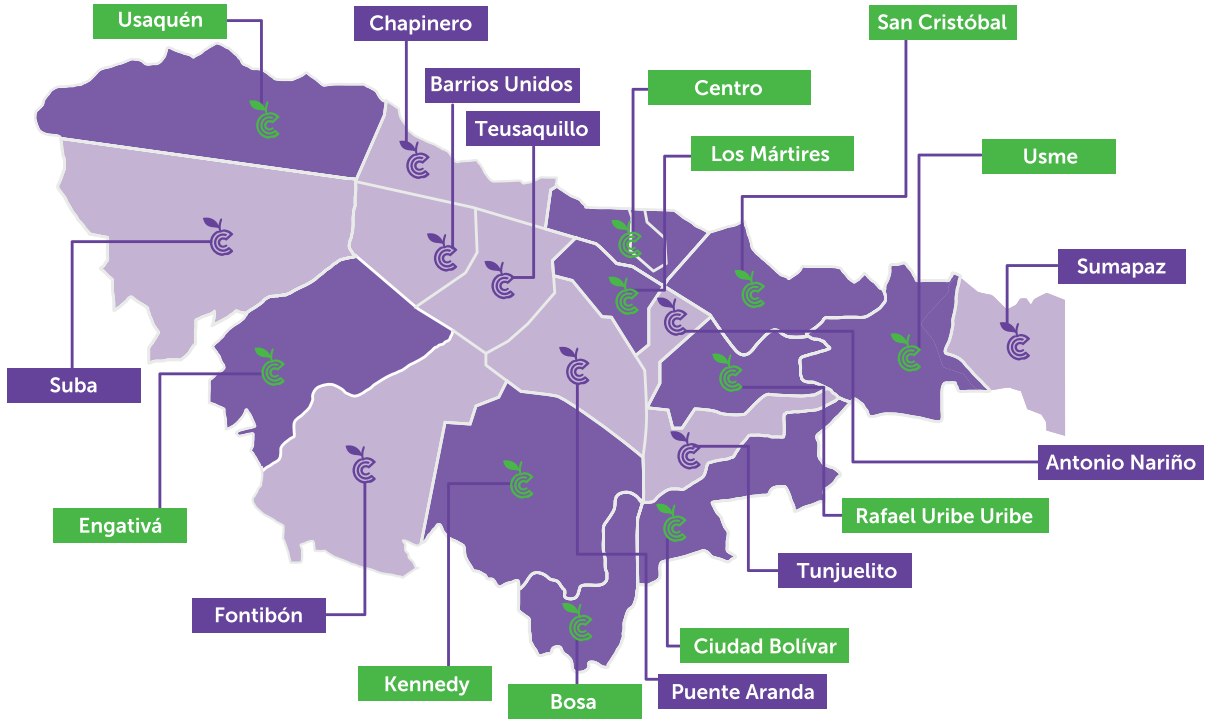 Usaquén
Chapinero
San Cristóbal
Barrios Unidos
Centro
Teusaquillo
Los Mártires
Usme
Sumapaz
Suba
Antonio Nariño
Engativá
Rafael Uribe Uribe
Tunjuelito
Fontibón
Ciudad Bolívar
Kennedy
Puente Aranda
Bosa